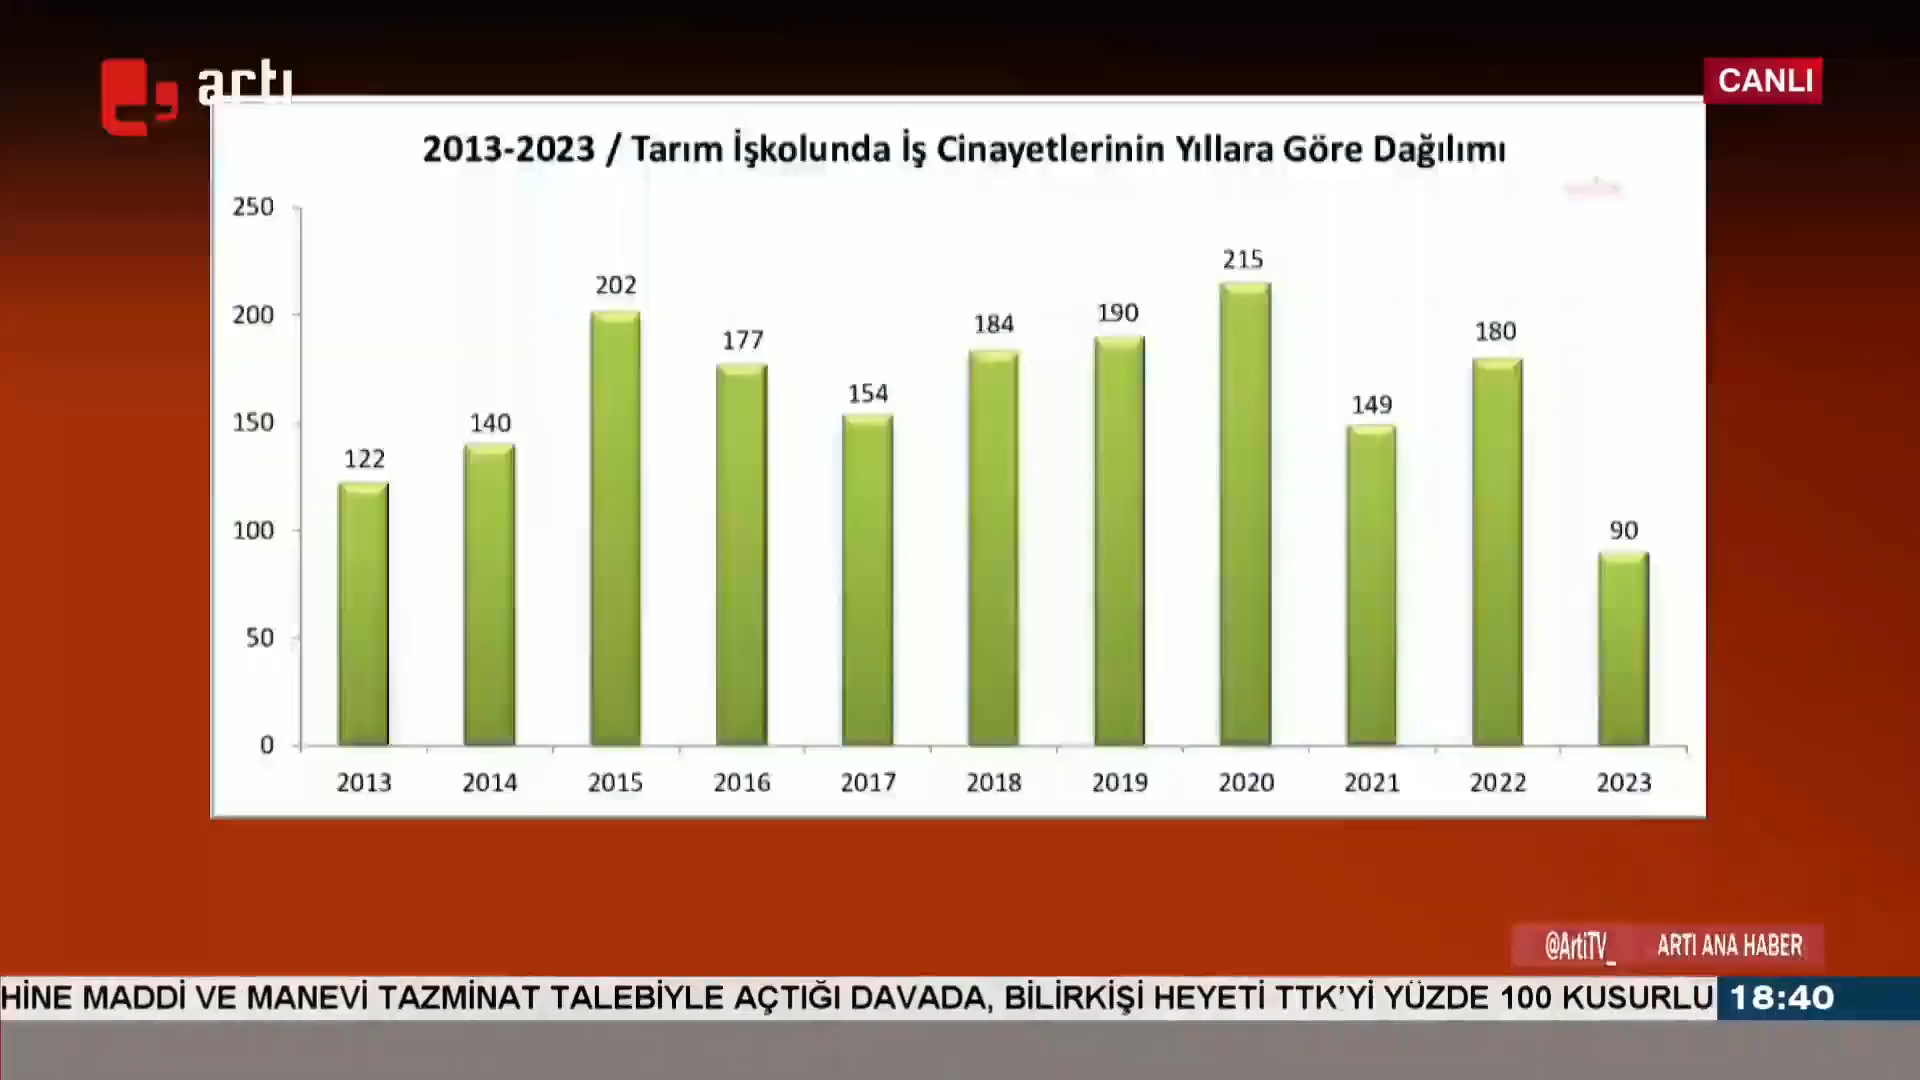 artı
CANLI
2013-2023 / Tarım İşkolunda İş Cinayetlerinin Yıllara Göre Dağılımı
250
200
150
100
50
0
122
140
202
177
154
184
190
215
149
180
90
2013 2014 2015 2016 2017 2018 2019 2020 2021 2022 2023
@ArtiTV_ ARTI ANA HABER
HİNE MADDİ VE MANEVİ TAZMİNAT TALEBİYLE AÇTIĞI DAVADA, BİLİRKİŞİ HEYETİ TTK'Yİ YÜZDE 100 KUSURLU 18:40